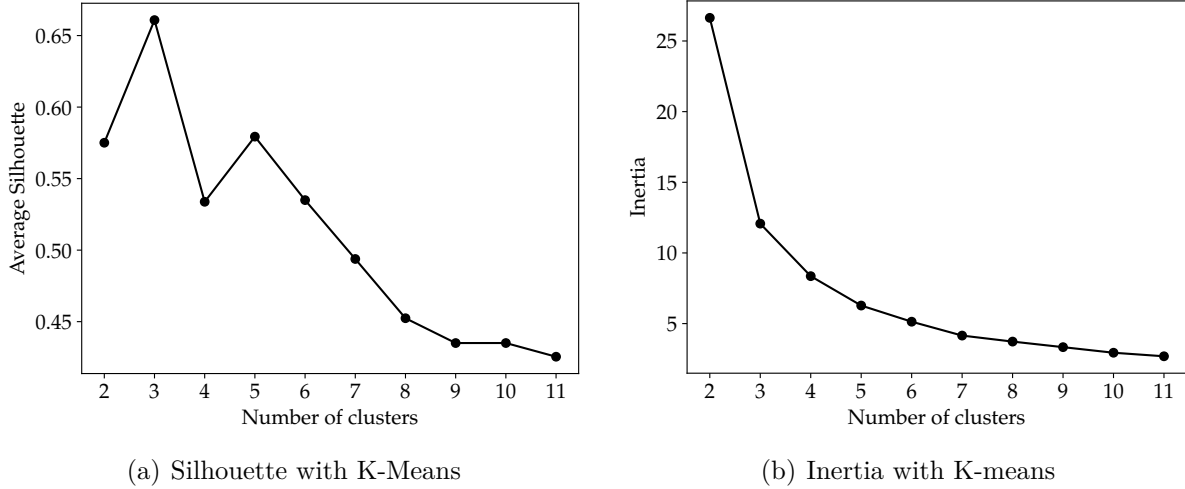 0.65
0.60
0.55
0.50
0.45
Average Silhouette
2 3 4 5 6 7 8 9 10 11
Number of clusters
(a) Silhouette with K-Means
25
20
15
10
5
Inertia
2 3 4 5 6 7 8 9 10 11
Number of clusters
(b) Inertia with K-means